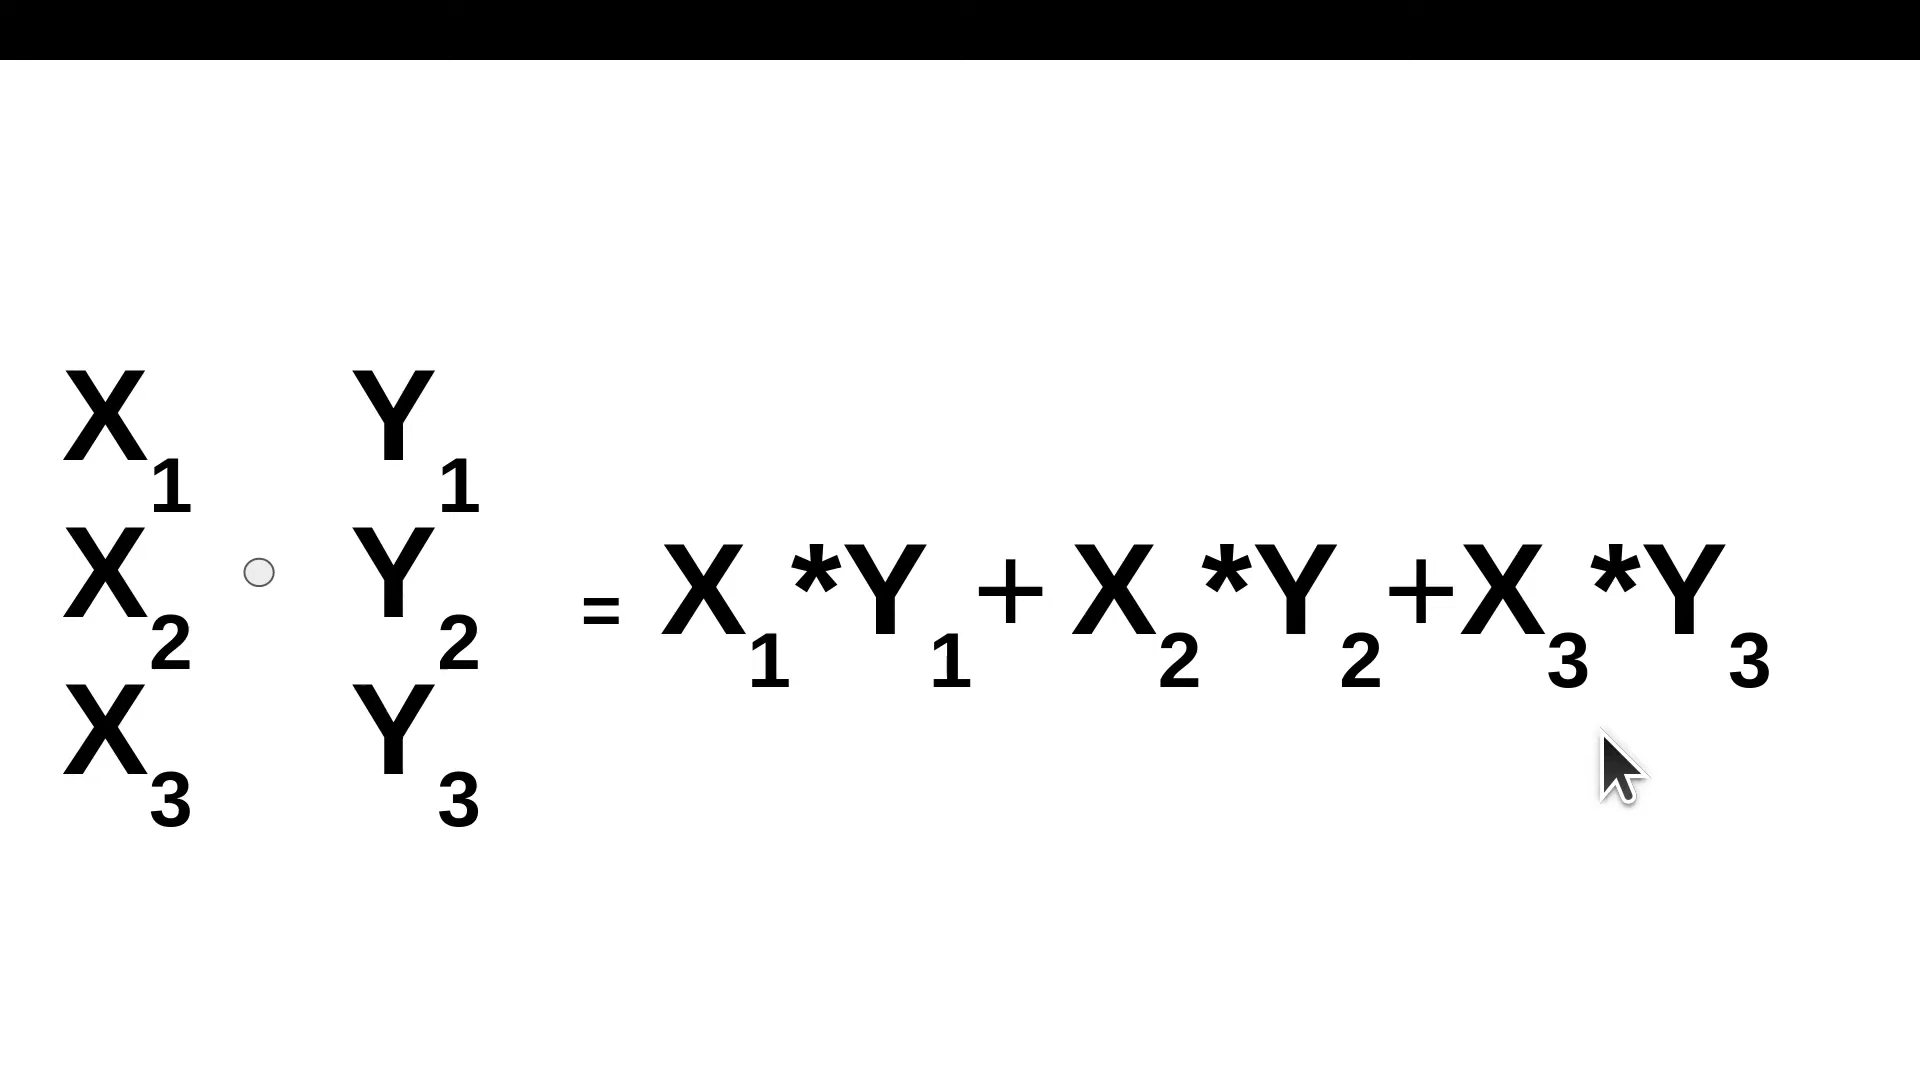 X₁ Y₁
X₂ Y₂
X₃ Y₃
= X₁*Y₁+ X₂*Y₂+X₃*Y₃